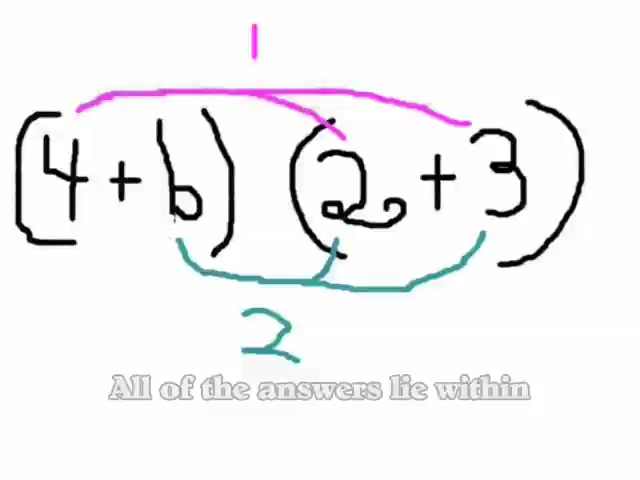 1
(4+b) (2+3)
2
All of the answers lie within